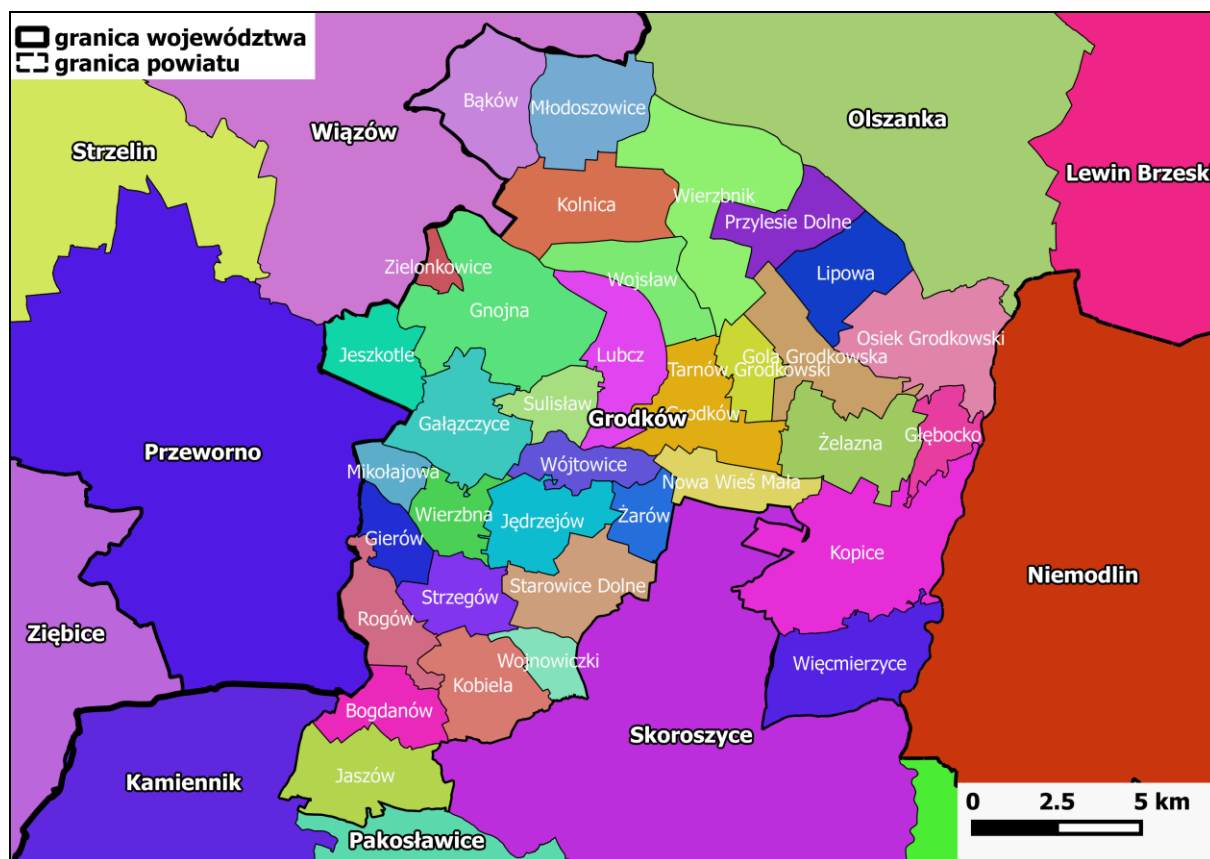 granica województwa
granica powiatu
Bąków
Młodoszowice
Olszanka
Wiązów
Strzelin
Lewin Brzeski
Wierzbnik
Kolnica
Przylesie Dolne
Zielonkowice
Wojsław
Lipowa
Gnojna
Osiek Grodkowski
Jeszkotle
Lubcz
Gola Grodkowska
Tarnów Grodkowski
Sulisław
Grodków
Grodków
Gałązczyce
Żelazna
Głębocko
Przeworno
Mikołajowa
Wójtowice
Nowa Wieś Mała
Wierzbna
Jędrzejów
Żarów
Gierów
Kopice
Niemodlin
Strzegów
Starowice Dolne
Rogów
Ziębice
Wojnowiczki
Więcmierzyce
Kobiela
Bogdanów
Skoroszyce
Jaszów
Kamiennik
0 2.5 5 km
Pakosławice